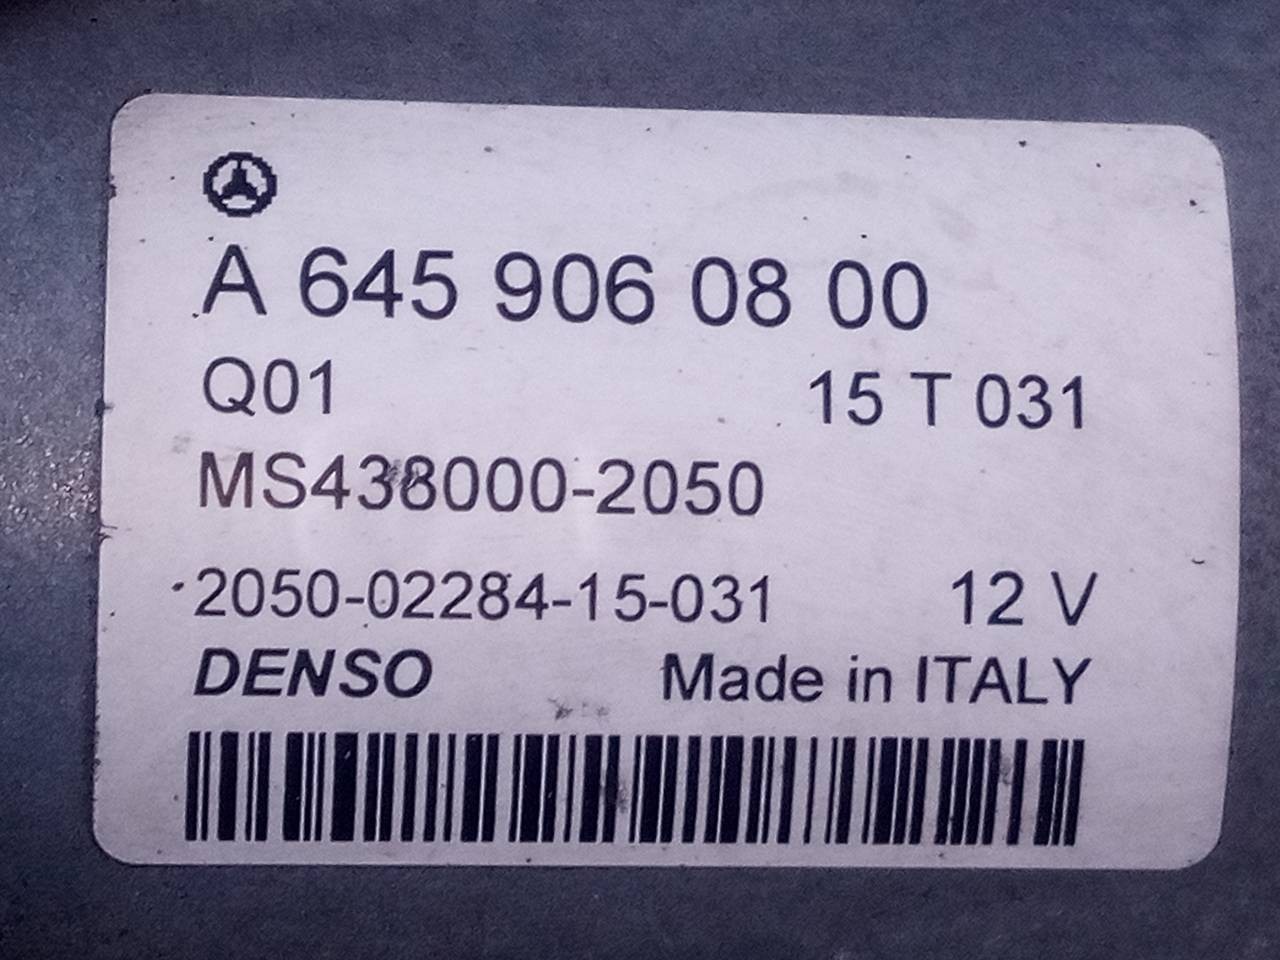 A 645 906 08 00
Q01 15 T 031
MS438000-2050
2050-02284-15-031 12 V
DENSO Made in ITALY